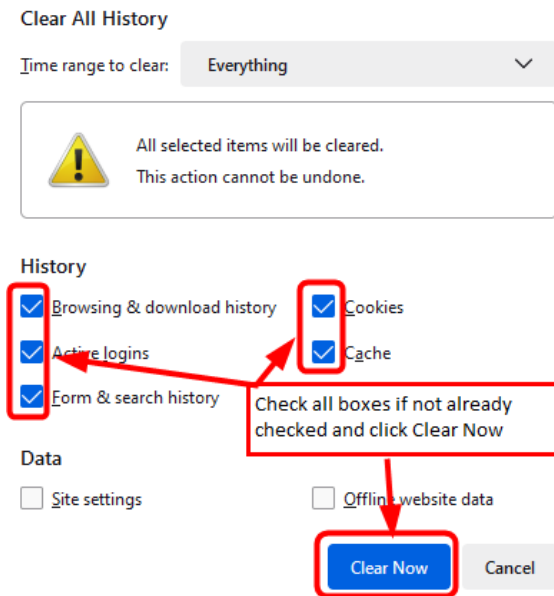 Clear All History
Time range to clear: Everything
All selected items will be cleared.
This action cannot be undone.
History
Browsing & download history Cookies
Active logins Cache
Form & search history
Check all boxes if not already
checked and click Clear Now
Data
Site settings Offline website data
Clear Now Cancel